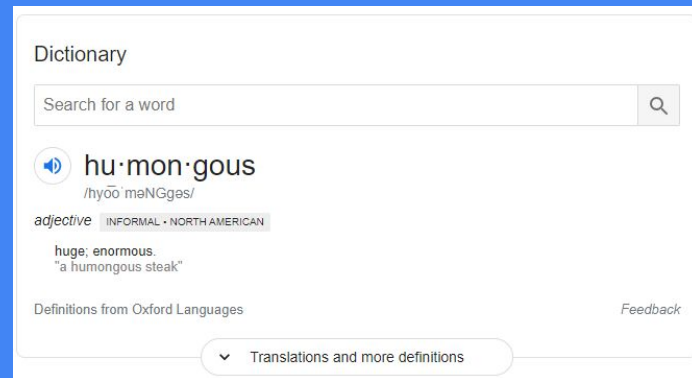 Dictionary
Search for a word
hu·mon·gous
/hyo͞oˈməNGɡəs/
adjective INFORMAL • NORTH AMERICAN
huge; enormous.
"a humongous steak"
Definitions from Oxford Languages Feedback
Translations and more definitions